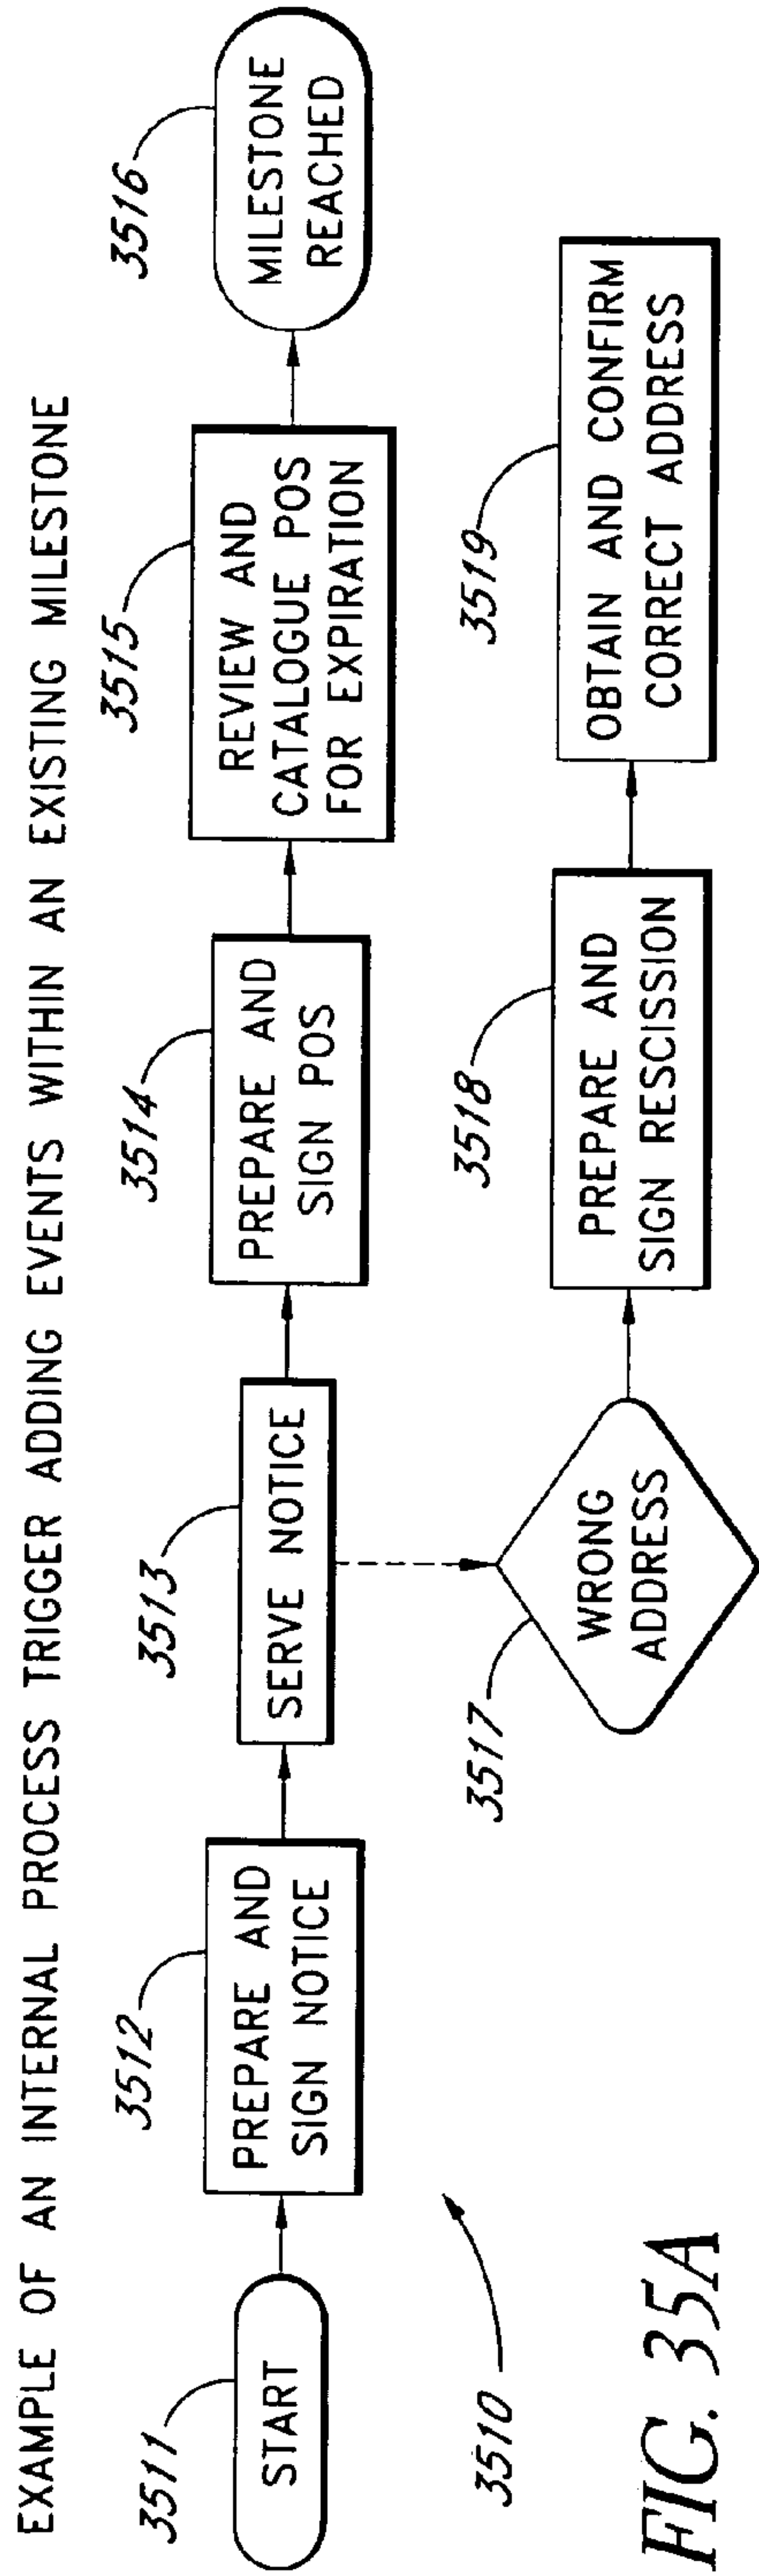 EXAMPLE OF AN INTERNAL PROCESS TRIGGER ADDING EVENTS WITHIN AN EXISTING MILESTONE
3511
START
3512
PREPARE AND
SIGN NOTICE
3513
SERVE NOTICE
3514
PREPARE AND
SIGN POS
3515
REVIEW AND
CATALOGUE POS
FOR EXPIRATION
3516
MILESTONE
REACHED
3510
3517
WRONG
ADDRESS
3518
PREPARE AND
SIGN RESCISSION
3519
OBTAIN AND CONFIRM
CORRECT ADDRESS
FIG. 35A